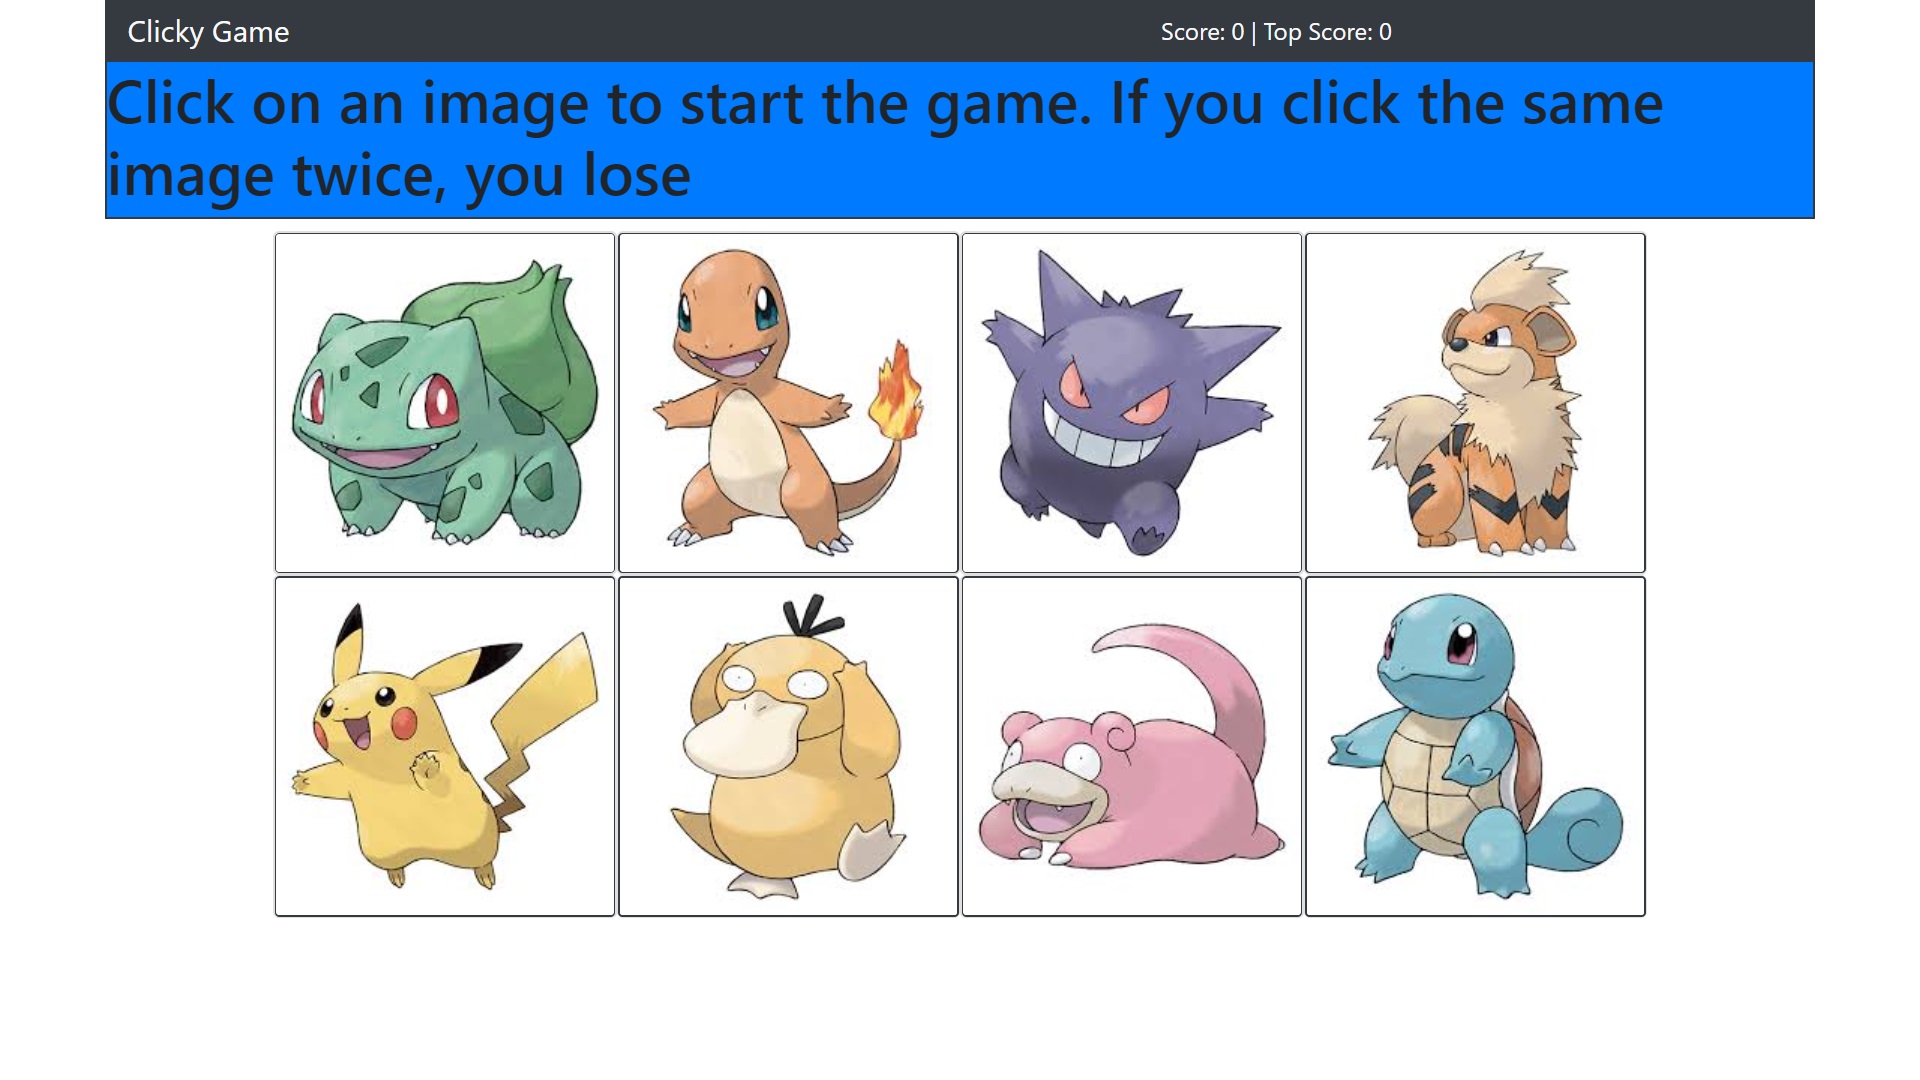 Clicky Game
Score: 0 | Top Score: 0
Click on an image to start the game. If you click the same
image twice, you lose